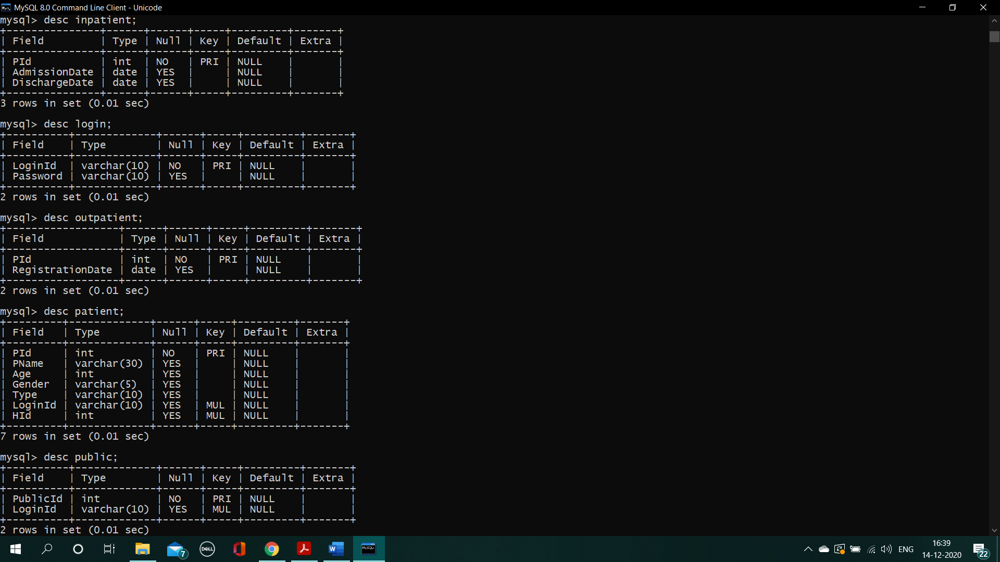 MySQL 8.0 Command Line Client - Unicode
mysql> desc inpatient;
+---------------+------+------+-----+---------+-------+
| Field         | Type | Null | Key | Default | Extra |
+---------------+------+------+-----+---------+-------+
| PId           | int  | NO   | PRI | NULL    |       |
| AdmissionDate | date | YES  |     | NULL    |       |
| DischargeDate | date | YES  |     | NULL    |       |
+---------------+------+------+-----+---------+-------+
3 rows in set (0.01 sec)
mysql> desc login;
+----------+-------------+------+-----+---------+-------+
| Field    | Type        | Null | Key | Default | Extra |
+----------+-------------+------+-----+---------+-------+
| LoginId  | varchar(10) | NO   | PRI | NULL    |       |
| Password | varchar(10) | YES  |     | NULL    |       |
+----------+-------------+------+-----+---------+-------+
2 rows in set (0.01 sec)
mysql> desc outpatient;
+------------------+------+------+-----+---------+-------+
| Field            | Type | Null | Key | Default | Extra |
+------------------+------+------+-----+---------+-------+
| PId              | int  | NO   | PRI | NULL    |       |
| RegistrationDate | date | YES  |     | NULL    |       |
+------------------+------+------+-----+---------+-------+
2 rows in set (0.01 sec)
mysql> desc patient;
+---------+-------------+------+-----+---------+-------+
| Field   | Type        | Null | Key | Default | Extra |
+---------+-------------+------+-----+---------+-------+
| PId     | int         | NO   | PRI | NULL    |       |
| PName   | varchar(30) | YES  |     | NULL    |       |
| Age     | int         | YES  |     | NULL    |       |
| Gender  | varchar(5)  | YES  |     | NULL    |       |
| Type    | varchar(10) | YES  |     | NULL    |       |
| LoginId | varchar(10) | YES  | MUL | NULL    |       |
| HId     | int         | YES  | MUL | NULL    |       |
+---------+-------------+------+-----+---------+-------+
7 rows in set (0.01 sec)
mysql> desc public;
+----------+-------------+------+-----+---------+-------+
| Field    | Type        | Null | Key | Default | Extra |
+----------+-------------+------+-----+---------+-------+
| PublicId | int         | NO   | PRI | NULL    |       |
| LoginId  | varchar(10) | YES  | MUL | NULL    |       |
+----------+-------------+------+-----+---------+-------+
2 rows in set (0.01 sec)
7
DELL
W
MySQL
ENG
16:39
14-12-2020
22